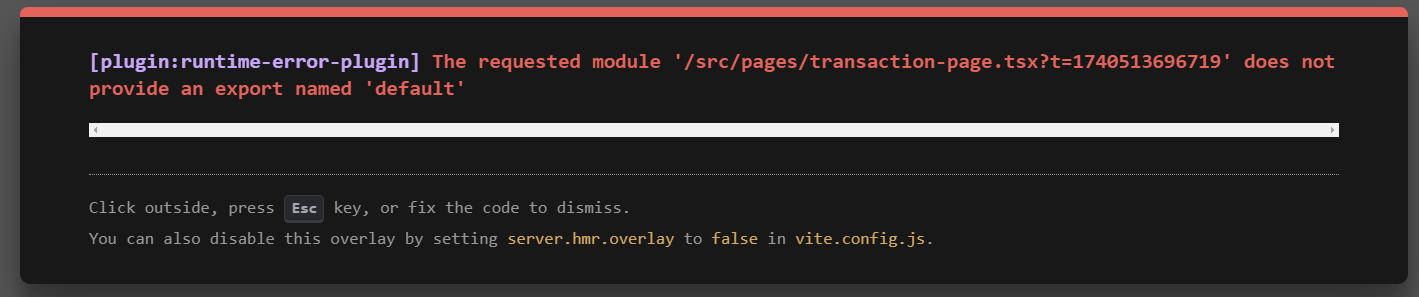 [plugin:runtime-error-plugin] The requested module '/src/pages/transaction-page.tsx?t=1740513696719' does not
provide an export named 'default'
Click outside, press Esc key, or fix the code to dismiss.
You can also disable this overlay by setting server.hmr.overlay to false in vite.config.js.